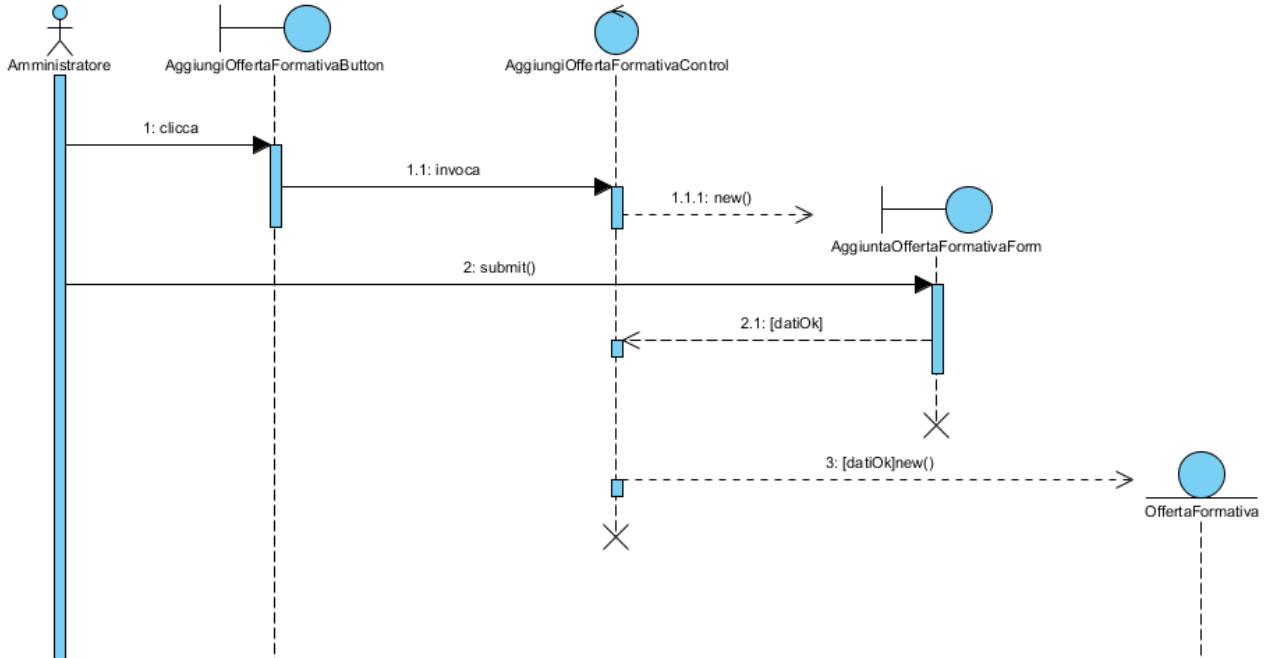 Amministratore
AggiungiOffertaFormativaButton
AggiungiOffertaFormativaControl
1: clicca
1.1: invoca
1.1.1: new()
AggiuntaOffertaFormativaForm
2: submit()
2.1: [datiOk]
3: [datiOk]new()
OffertaFormativa